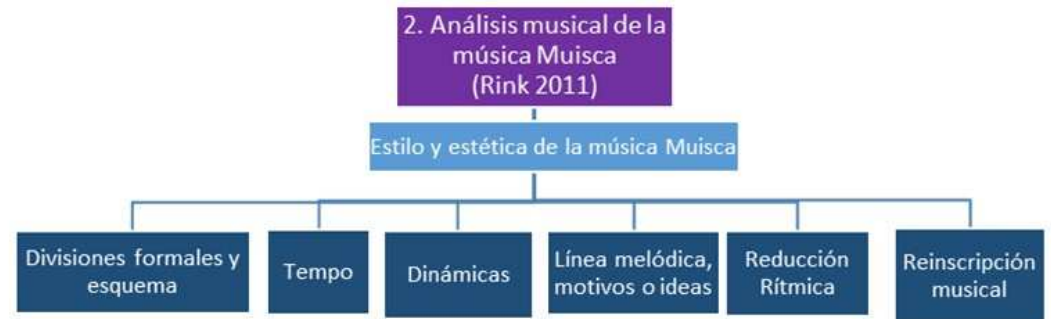 2. Análisis musical de la
música Muisca
(Rink 2011)
Estilo y estética de la música Muisca
Divisiones formales y
esquema
Tempo
Dinámicas
Línea melódica,
motivos o ideas
Reducción
Rítmica
Reinscripción
musical